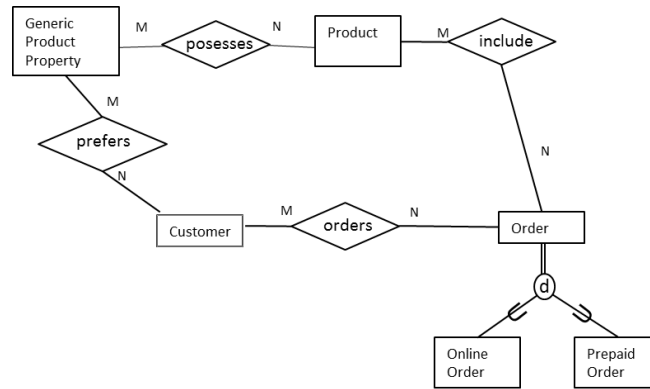 Generic
Product
Property
M
posesses
N
Product
M
include
M
prefers
N
N
Customer
M
orders
N
Order
d
Online
Order
Prepaid
Order